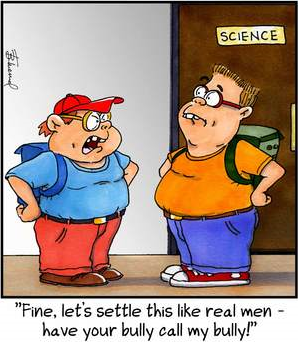 SCIENCE
"Fine, let's settle this like real men -
have your bully call my bully!"